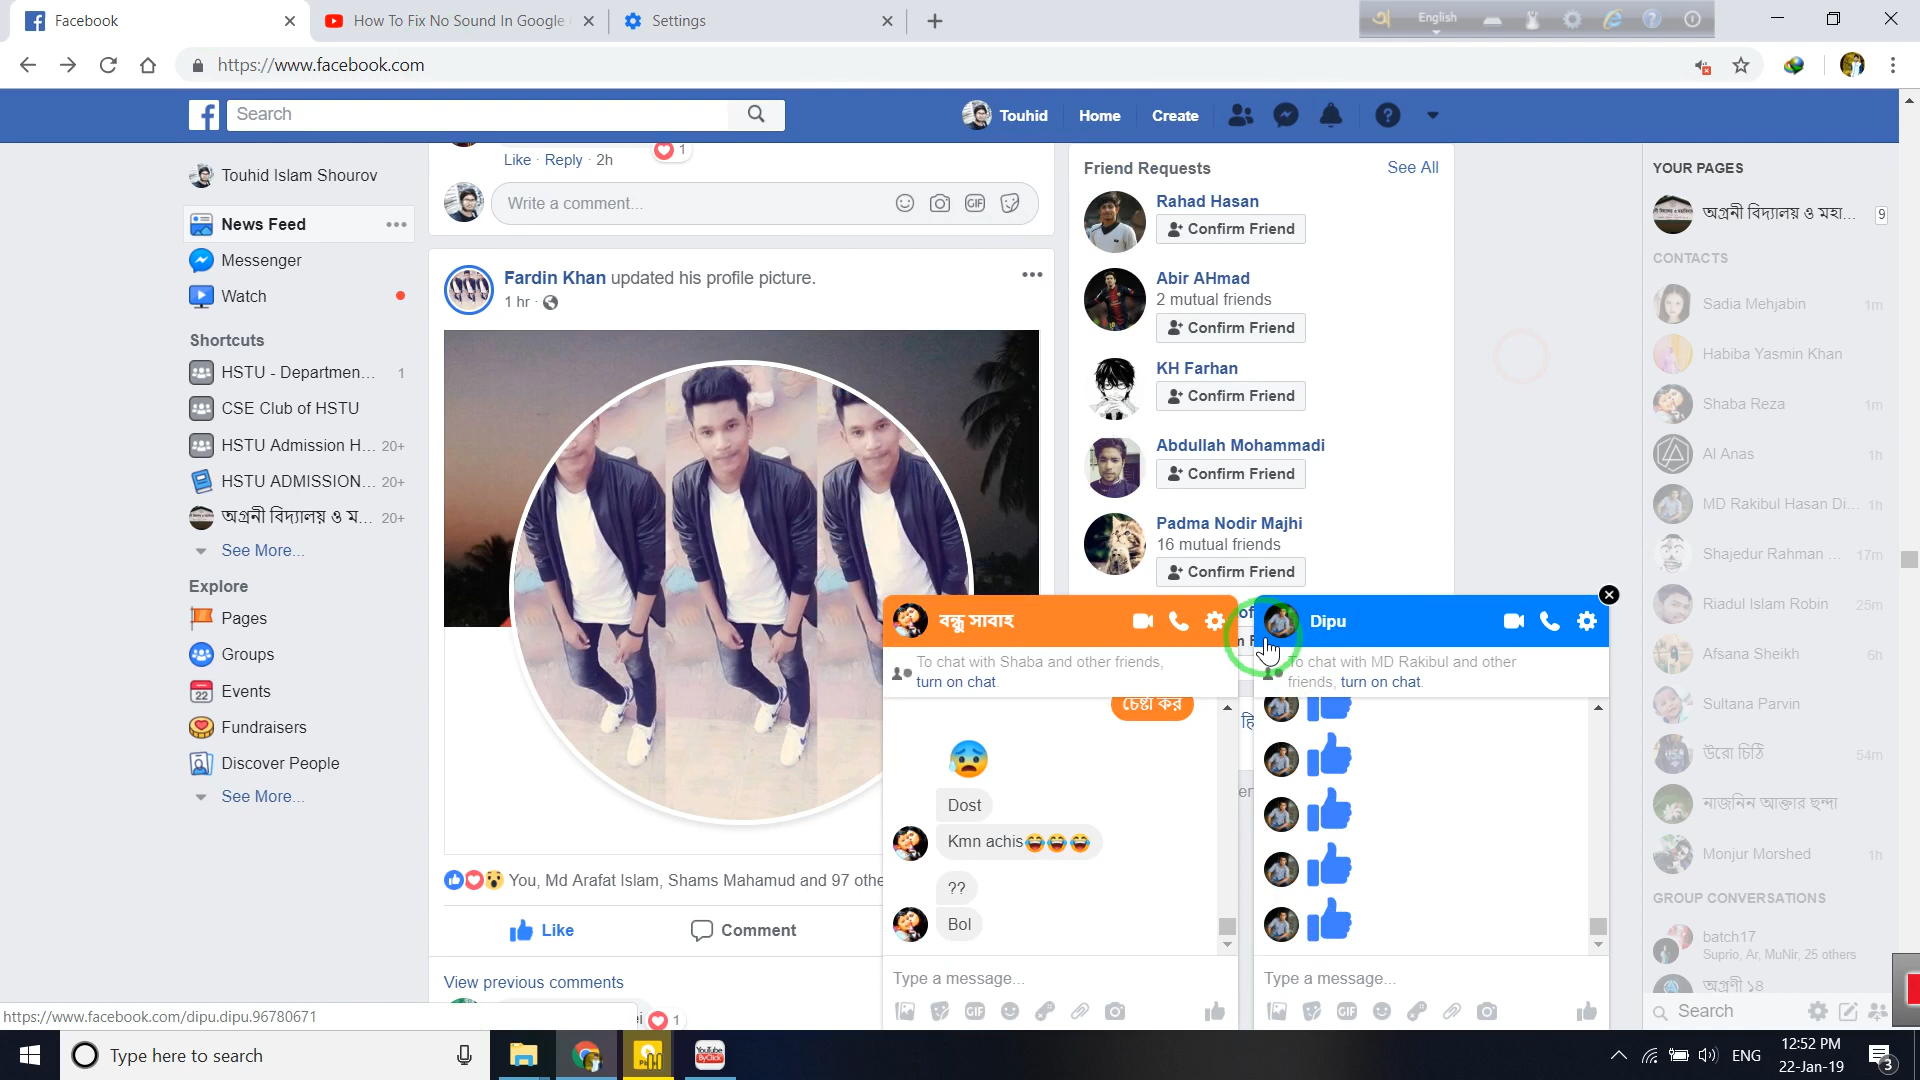 Facebook
How To Fix No Sound In Google
Settings
English
https://www.facebook.com
Search
Touhid
Home
Create
Touhid Islam Shourov
News Feed
Messenger
Watch
Shortcuts
HSTU - Departmen... 1
CSE Club of HSTU
HSTU Admission H... 20+
HSTU ADMISSION... 20+
অগ্রনী বিদ্যালয় ও ম... 20+
See More...
Explore
Pages
Groups
22 Events
Fundraisers
Discover People
See More...
Like · Reply · 2h
1
Write a comment...
GIF
Fardin Khan updated his profile picture.
1 hr ·
You, Md Arafat Islam, Shams Mahamud and 97 othe
Like
Comment
View previous comments
1
Friend Requests
See All
Rahad Hasan
Confirm Friend
Abir AHmad
2 mutual friends
Confirm Friend
KH Farhan
Confirm Friend
Abdullah Mohammadi
Confirm Friend
Padma Nodir Majhi
16 mutual friends
Confirm Friend
বন্ধু সাবাহ
To chat with Shaba and other friends,
turn on chat.
চেষ্টা কর
Dost
Kmn achis
??
Bol
Type a message...
GIF
Dipu
To chat with MD Rakibul and other
friends, turn on chat.
Type a message...
GIF
YOUR PAGES
অগ্রনী বিদ্যালয় ও মহা... 9
CONTACTS
Sadia Mehjabin 1m
Habiba Yasmin Khan
Shaba Reza 1m
Al Anas 1h
MD Rakibul Hasan Di... 1h
Shajedur Rahman ... 17m
Riadul Islam Robin 25m
Afsana Sheikh 6h
Sultana Parvin
উরো চিঠি 54m
নাজনিন আক্তার ছন্দা
Monjur Morshed 1h
GROUP CONVERSATIONS
batch17
Suprio, Ar, MuNir, 25 others
অগ্রণী ১৪
Search
https://www.facebook.com/dipu.dipu.96780671
Type here to search
YouTube
ByClick
ENG
12:52 PM
22-Jan-19
3